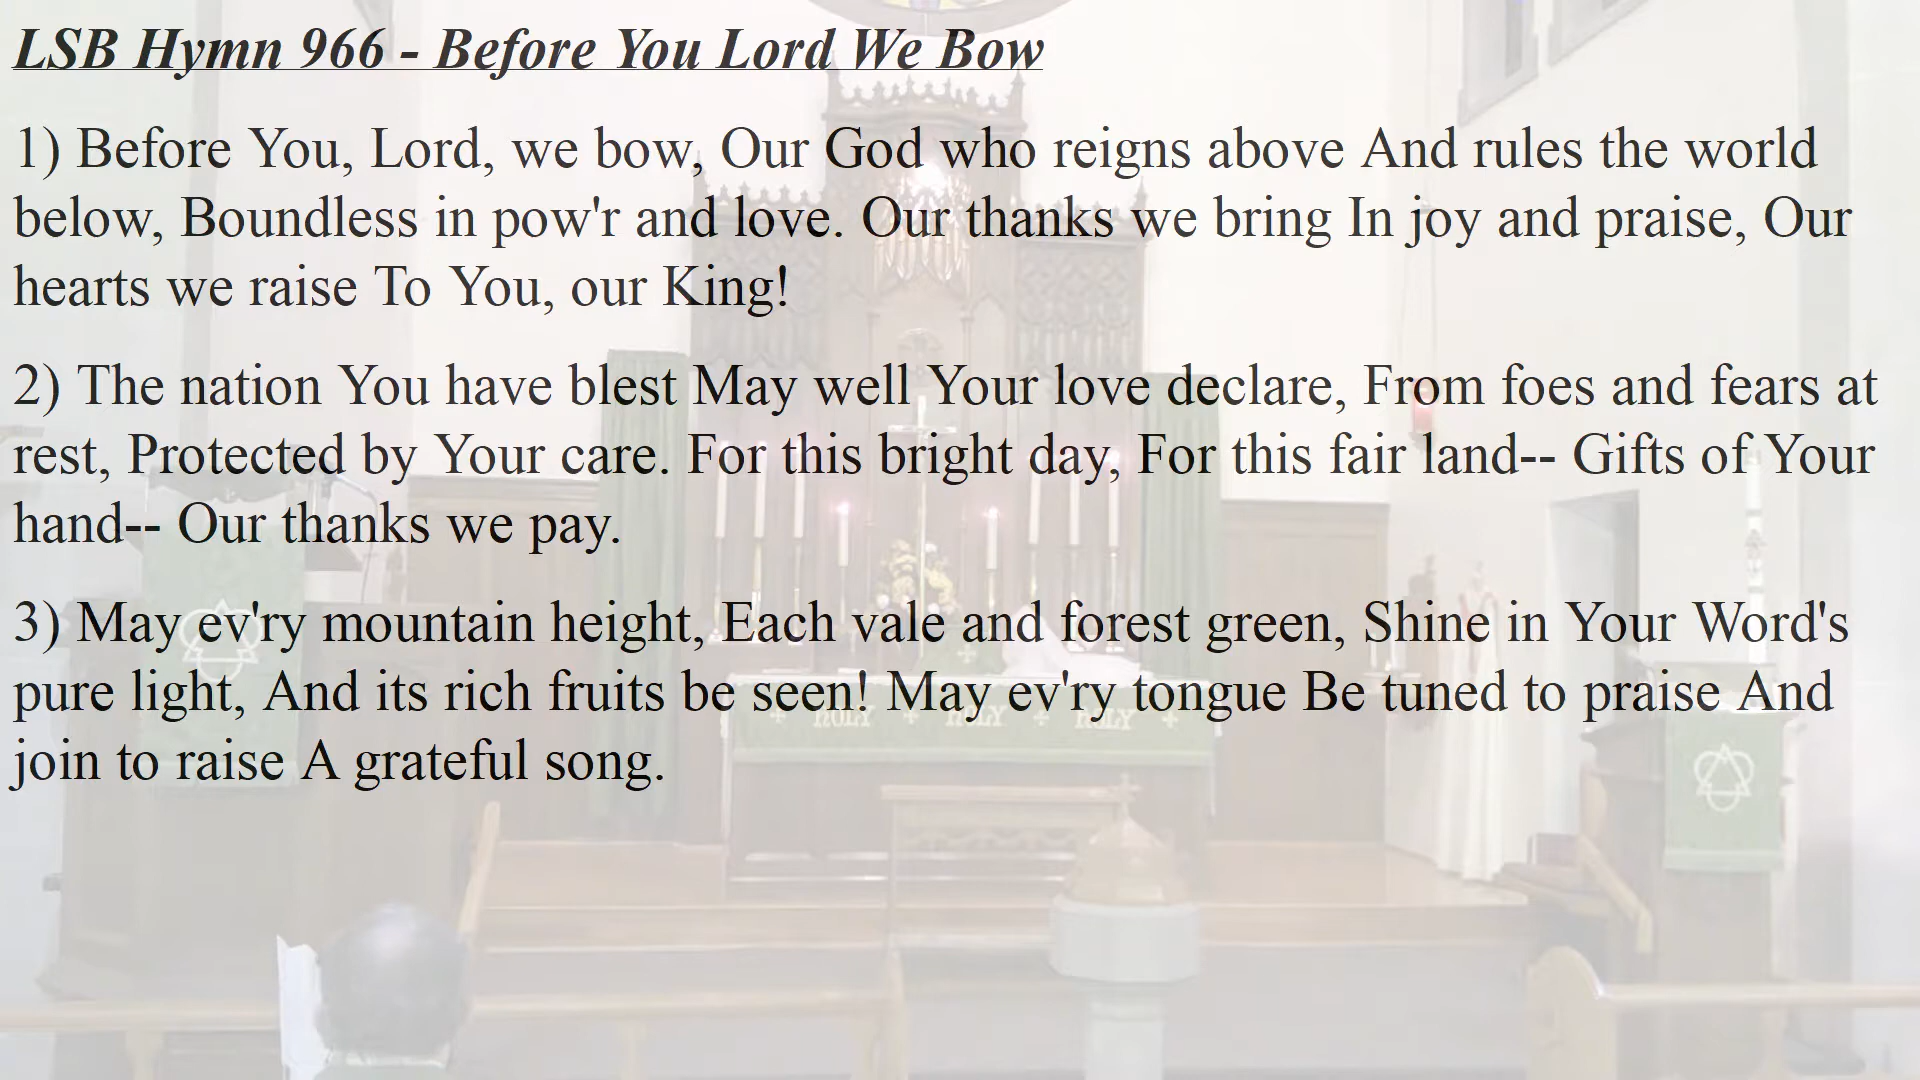 LSB Hymn 966 - Before You Lord We Bow
1) Before You, Lord, we bow, Our God who reigns above And rules the world
below, Boundless in pow'r and love. Our thanks we bring In joy and praise, Our
hearts we raise To You, our King!
2) The nation You have blest May well Your love declare, From foes and fears at
rest, Protected by Your care. For this bright day, For this fair land-- Gifts of Your
hand-- Our thanks we pay.
3) May ev'ry mountain height, Each vale and forest green, Shine in Your Word's
pure light, And its rich fruits be seen! May ev'ry tongue Be tuned to praise And
join to raise A grateful song.
HOLY HOLY HOLY